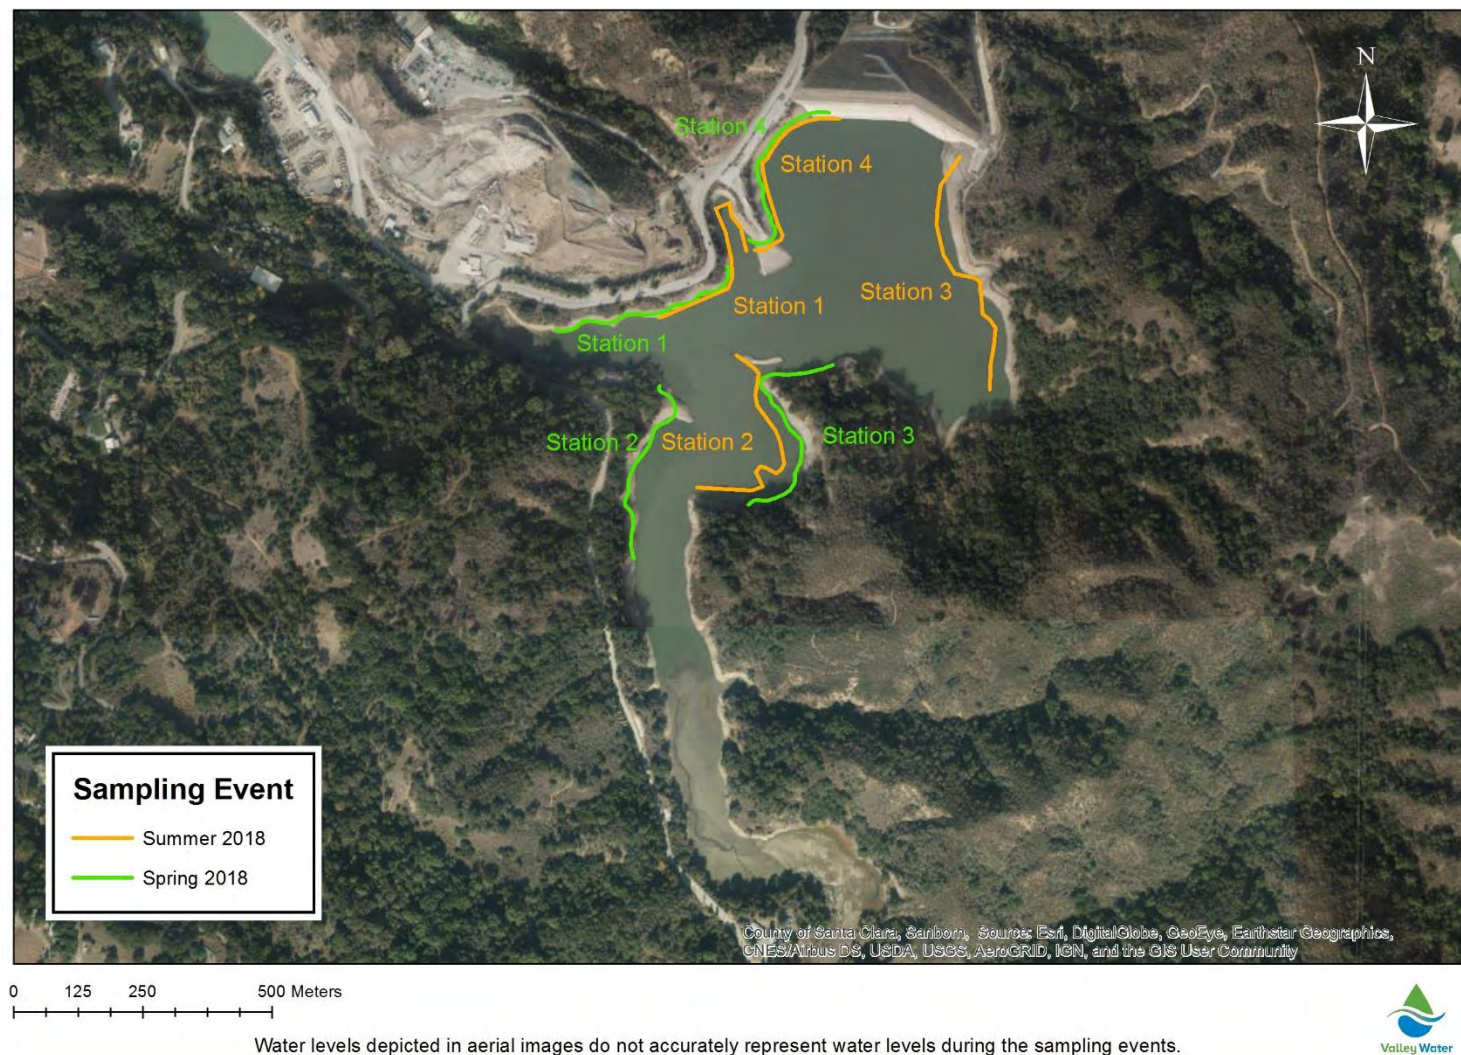 N
Station 4
Station 4
Station 3
Station 1
Station 1
Station 2
Station 2
Station 3
Sampling Event
Summer 2018
Spring 2018
County of Santa Clara, Sanborn, Source: Esri, DigitalGlobe, GeoEye, Earthstar Geographics,
CNES/Airbus DS, USDA, USGS, AeroGRID, IGN, and the GIS User Community
0 125 250 500 Meters
Water levels depicted in aerial images do not accurately represent water levels during the sampling events.
Valley Water